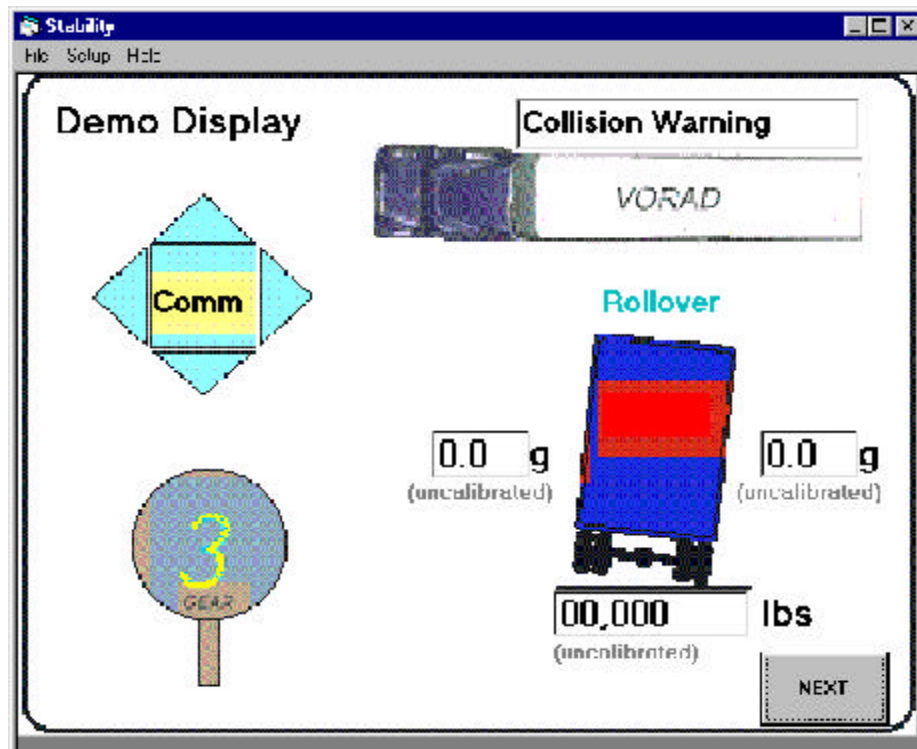 Stability
File Setup Help
Demo Display
Collision Warning
VORAD
Comm
Rollover
0.0 g
0.0 g
(uncalibrated)
(uncalibrated)
3
GEAR
00,000 lbs
(uncalibrated)
NEXT